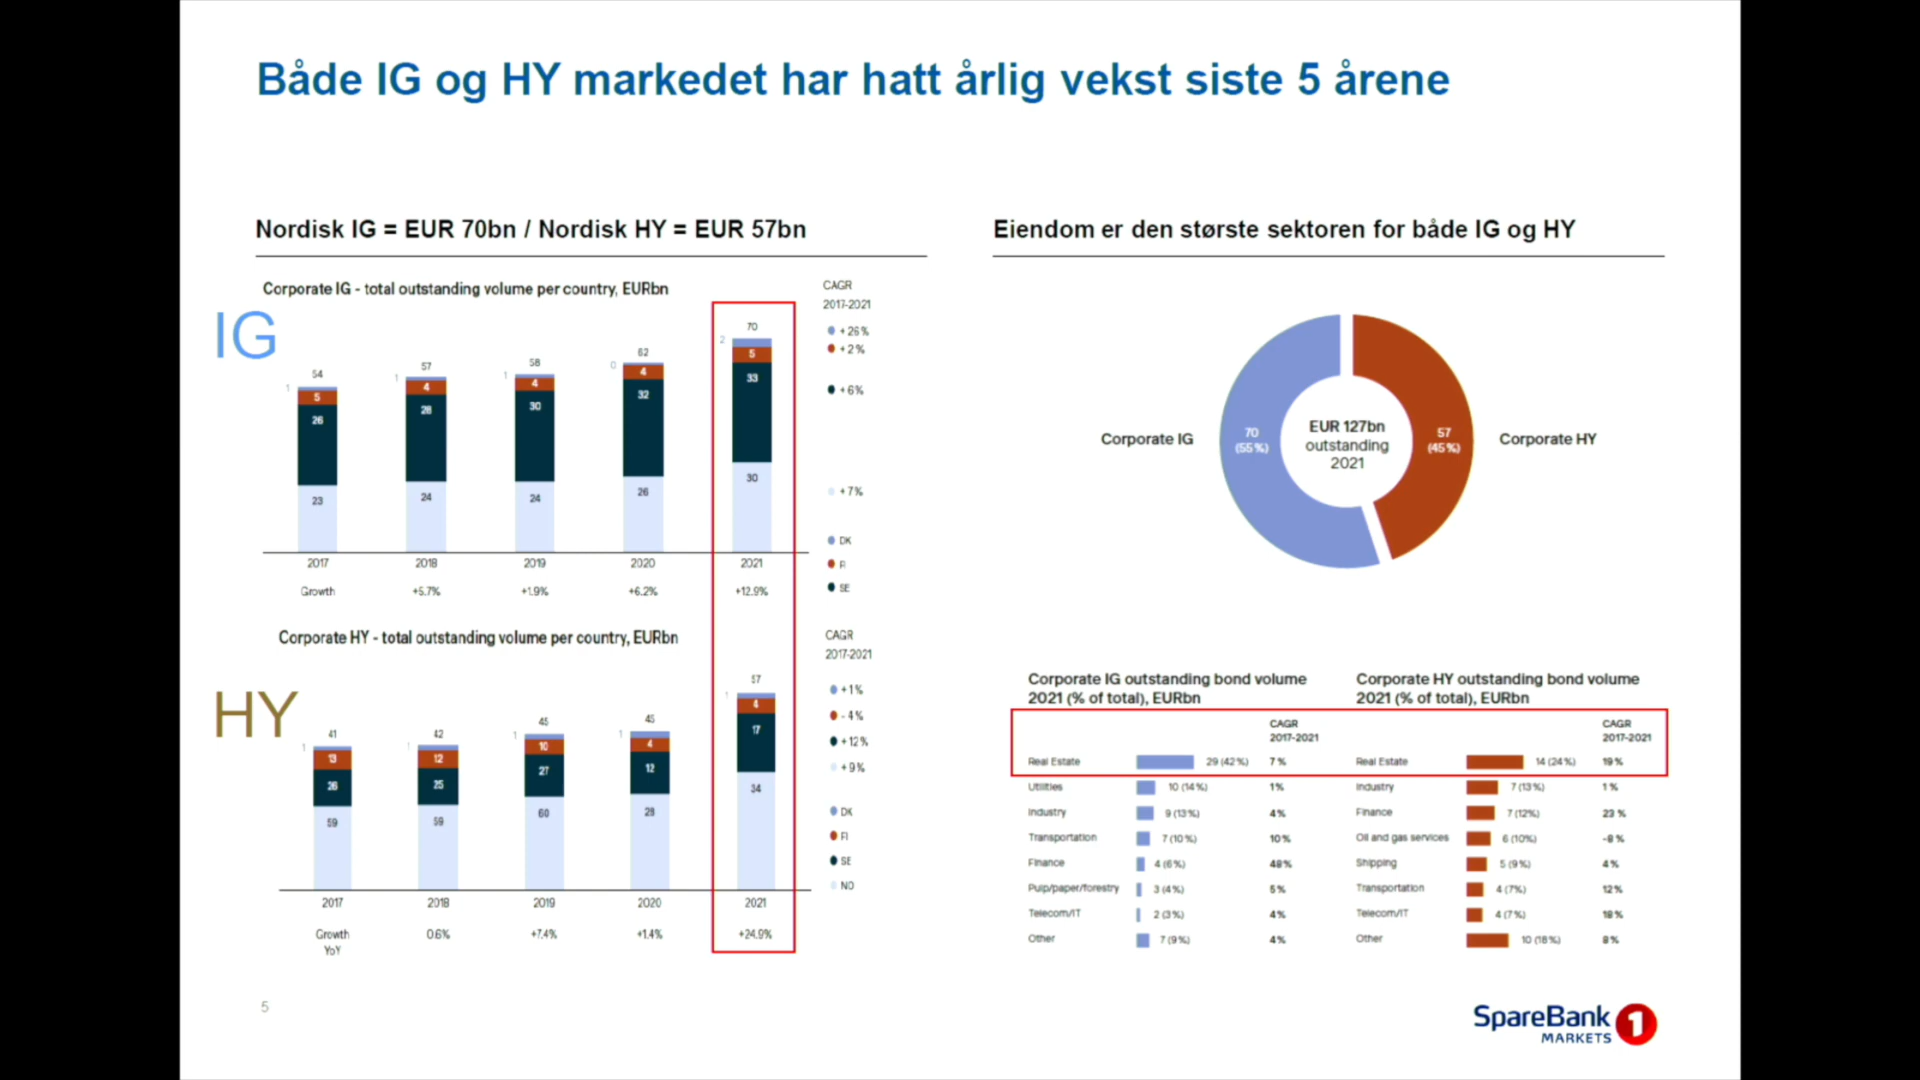 Både IG og HY markedet har hatt årlig vekst siste 5 årene
Nordisk IG = EUR 70bn / Nordisk HY = EUR 57bn
Corporate IG - total outstanding volume per country, EURbn
IG
CAGR
2017-2021
54 57 58 62 70
1 1 1 0 2
5 4 4 4 5
26 28 30 32 33
23 24 24 26 30
+26%
+2%
+6%
+7%
DK
FI
SE
2017 2018 2019 2020 2021
Growth +5.7% +1.9% +6.2% +12.9%
Corporate HY - total outstanding volume per country, EURbn
HY
CAGR
2017-2021
41 42 45 45 57
1 1 1 1 1
13 12 10 4 4
26 25 27 12 17
59 59 60 28 34
+1%
-4%
+12%
+9%
DK
FI
SE
NO
2017 2018 2019 2020 2021
Growth YoY 0.6% +7.4% +1.4% +24.9%
Eiendom er den største sektoren for både IG og HY
Corporate IG
70
(55%)
EUR 127bn
outstanding
2021
57
(45%)
Corporate HY
Corporate IG outstanding bond volume
2021 (% of total), EURbn
CAGR
2017-2021
Real Estate 29 (42%) 7%
Utilities 10 (14%) 1%
Industry 9 (13%) 4%
Transportation 7 (10%) 10%
Finance 4 (6%) 48%
Pulp/paper/forestry 3 (4%) 5%
Telecom/IT 2 (3%) 4%
Other 7 (9%) 4%
Corporate HY outstanding bond volume
2021 (% of total), EURbn
CAGR
2017-2021
Real Estate 14 (24%) 19%
Industry 7 (13%) 1%
Finance 7 (12%) 23%
Oil and gas services 6 (10%) -8%
Shipping 5 (9%) 4%
Transportation 4 (7%) 12%
Telecom/IT 4 (7%) 18%
Other 10 (18%) 8%
5
SpareBank 1
MARKETS